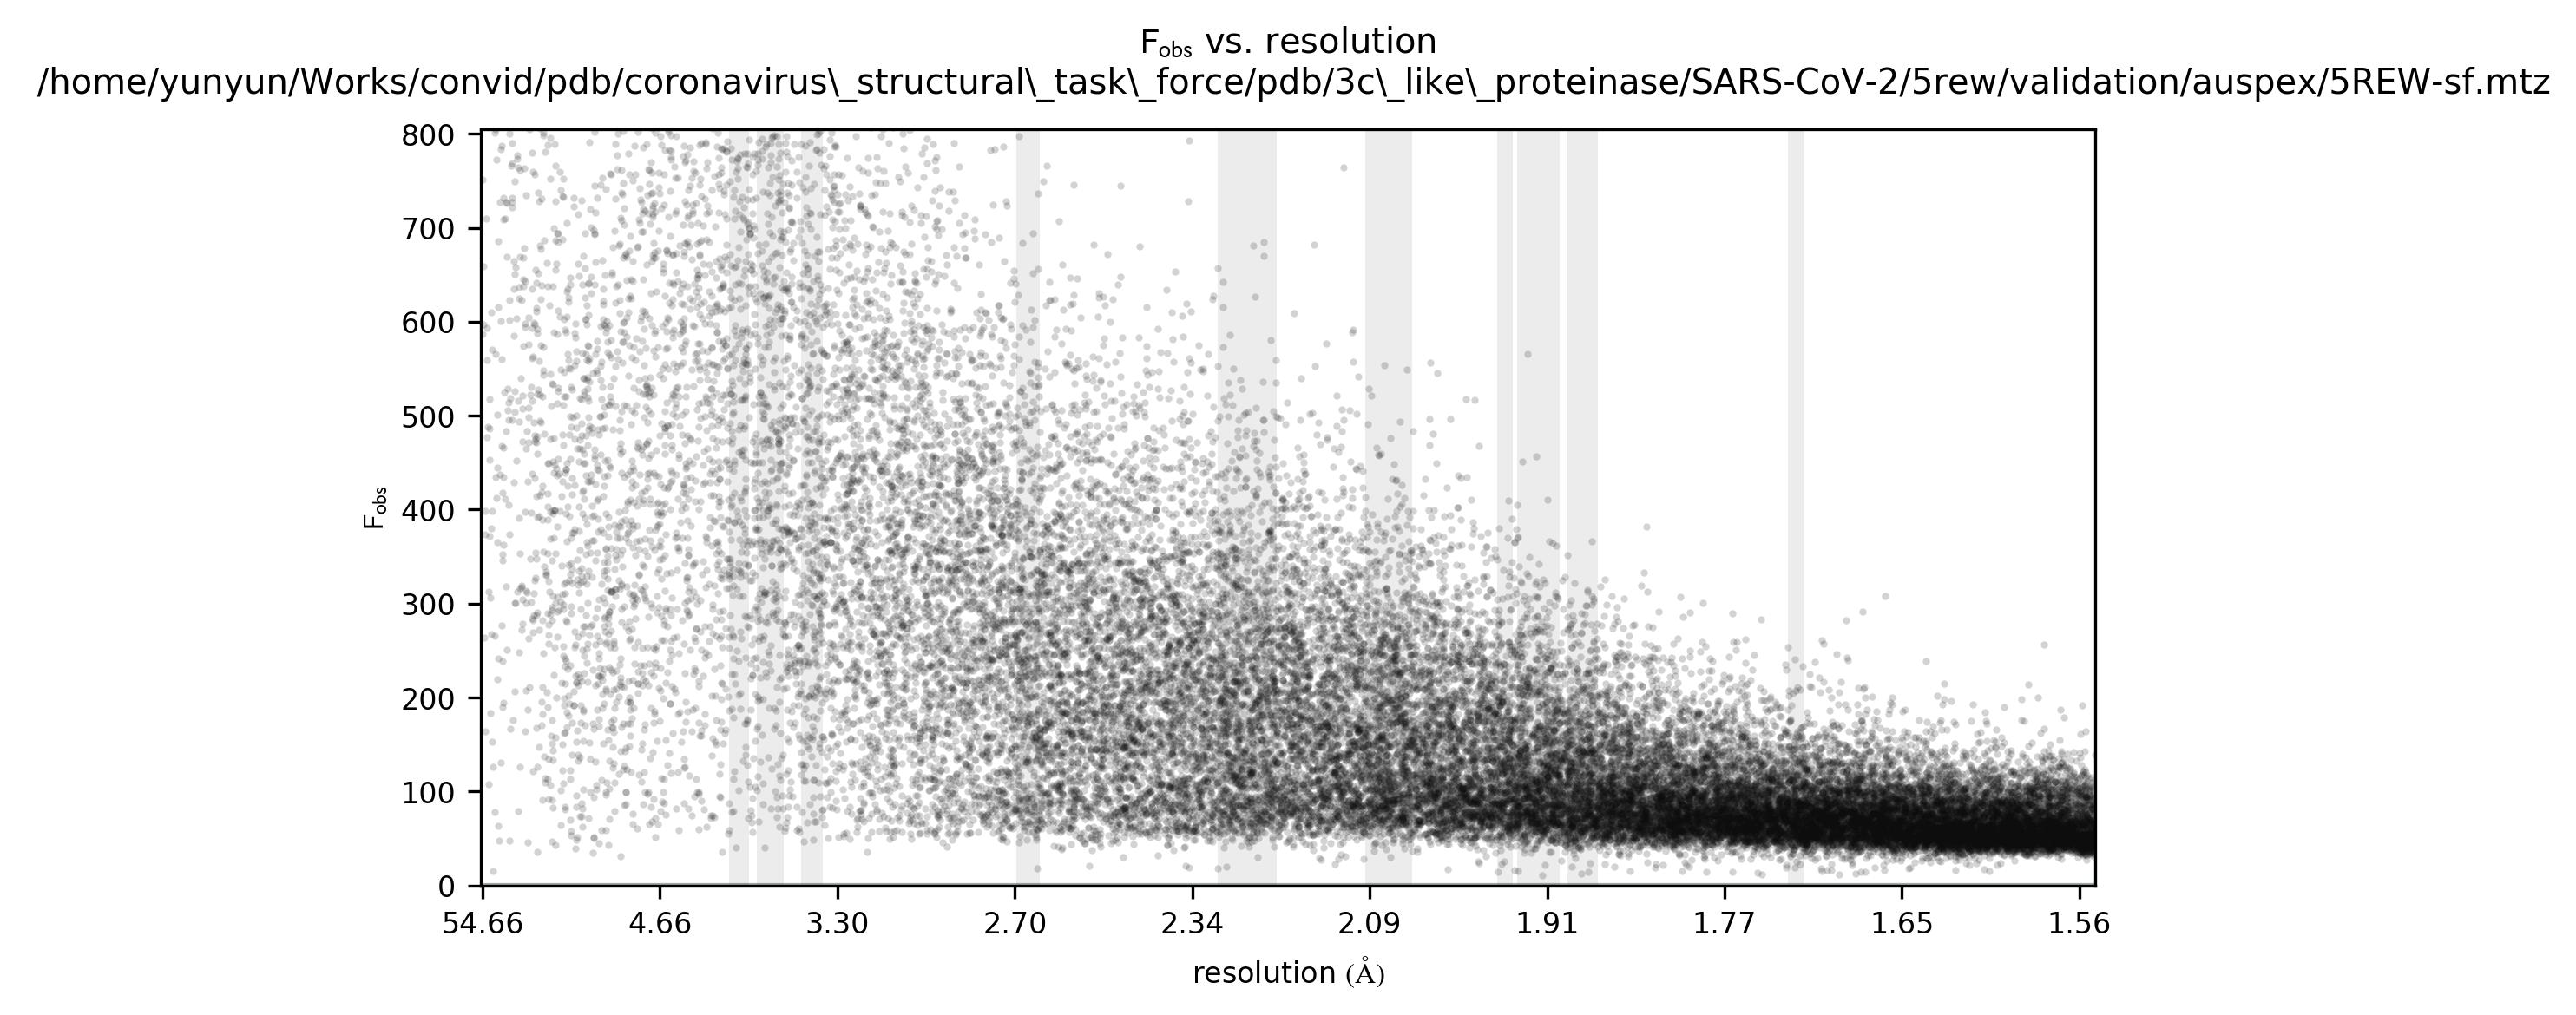 F_obs vs. resolution
/home/yunyun/Works/convid/pdb/coronavirus\_structural\_task\_force/pdb/3c\_like\_proteinase/SARS-CoV-2/5rew/validation/auspex/5REW-sf.mtz
800
700
600
500
400
300
200
100
0
F_obs
54.66 4.66 3.30 2.70 2.34 2.09 1.91 1.77 1.65 1.56
resolution (Å)